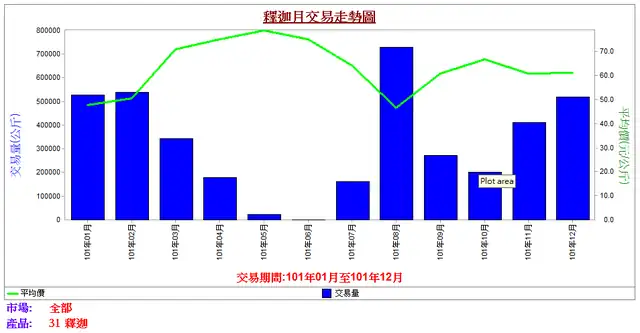 釋迦月交易走勢圖
交易量(公斤)
800000
700000
600000
500000
400000
300000
200000
100000
0
平均價(元/公斤)
70.0
60.0
50.0
40.0
30.0
20.0
10.0
0.0
Plot area
101年01月
101年02月
101年03月
101年04月
101年05月
101年06月
101年07月
101年08月
101年09月
101年10月
101年11月
101年12月
交易期間:101年01月至101年12月
平均價
交易量
市場: 全部
產品: 31 釋迦